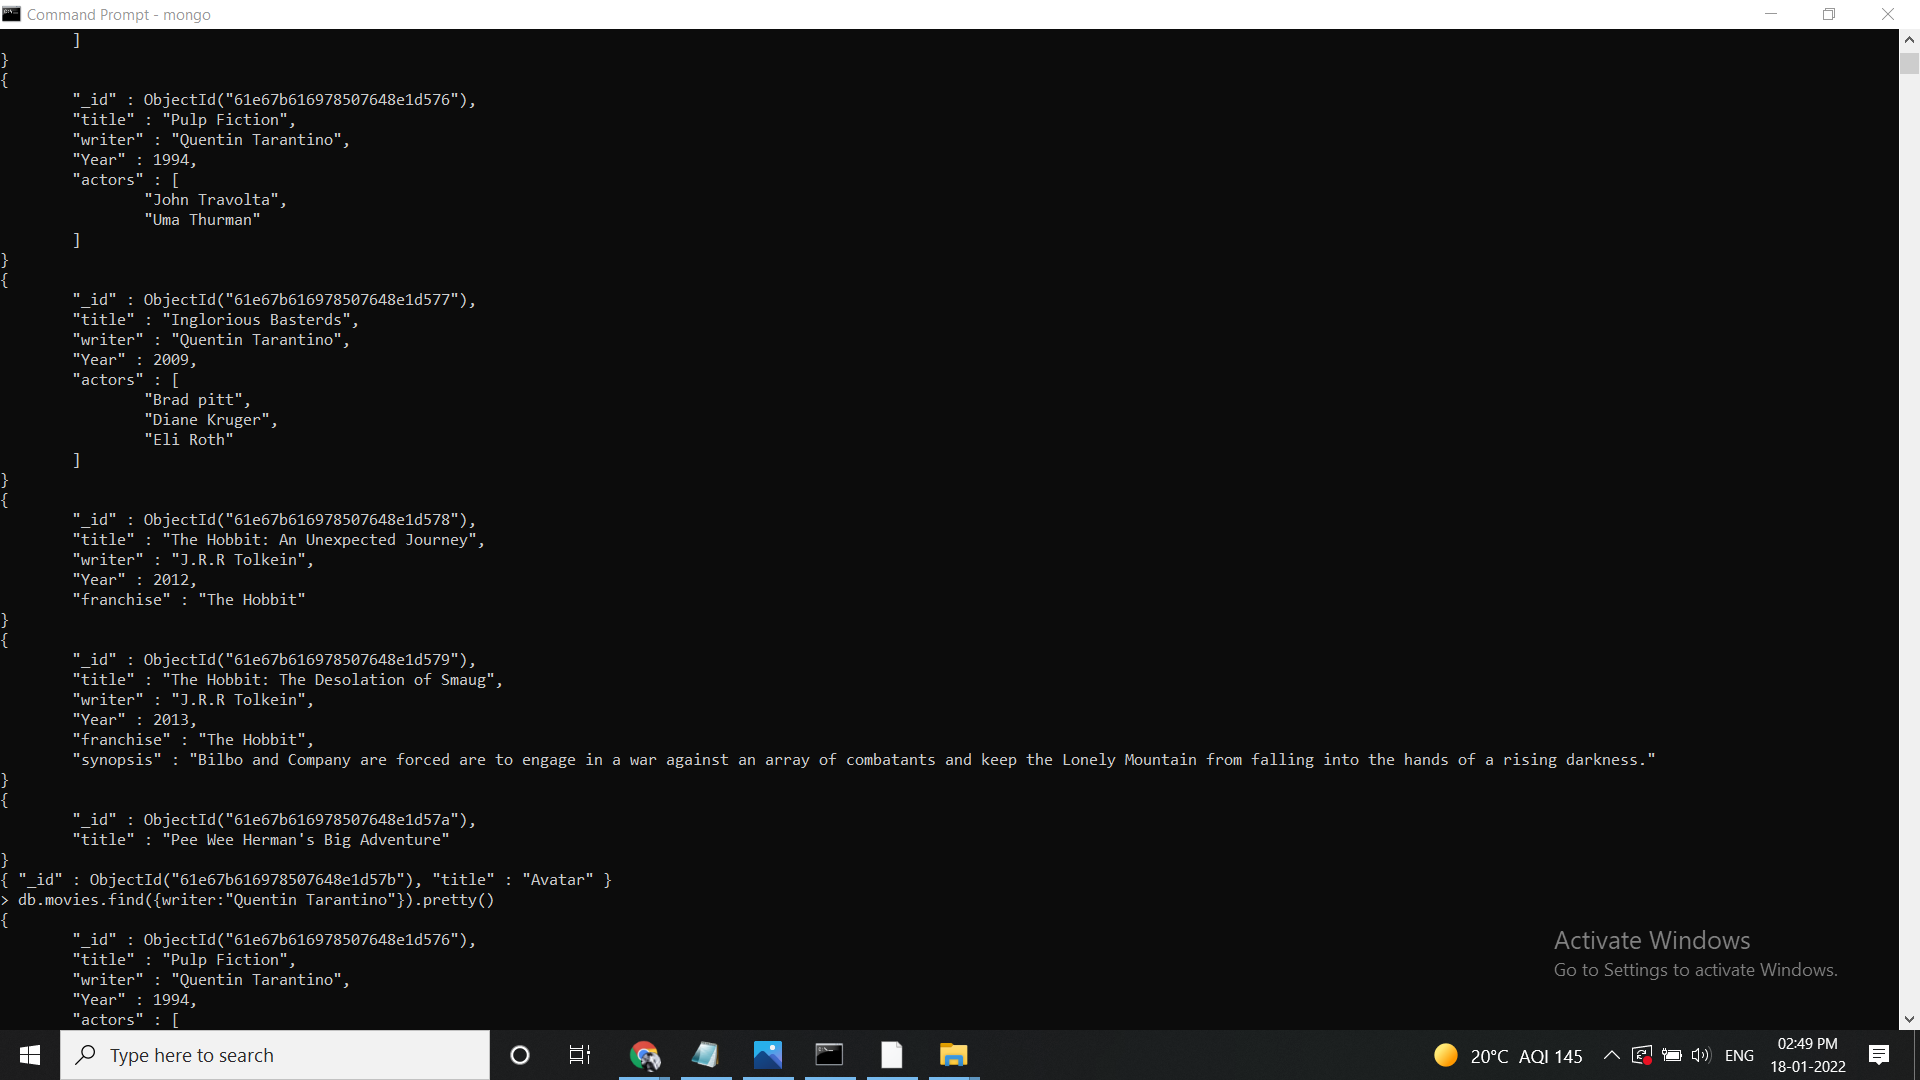 Command Prompt - mongo
]
}
{
"_id" : ObjectId("61e67b616978507648e1d576"),
"title" : "Pulp Fiction",
"writer" : "Quentin Tarantino",
"Year" : 1994,
"actors" : [
"John Travolta",
"Uma Thurman"
]
}
{
"_id" : ObjectId("61e67b616978507648e1d577"),
"title" : "Inglorious Basterds",
"writer" : "Quentin Tarantino",
"Year" : 2009,
"actors" : [
"Brad pitt",
"Diane Kruger",
"Eli Roth"
]
}
{
"_id" : ObjectId("61e67b616978507648e1d578"),
"title" : "The Hobbit: An Unexpected Journey",
"writer" : "J.R.R Tolkein",
"Year" : 2012,
"franchise" : "The Hobbit"
}
{
"_id" : ObjectId("61e67b616978507648e1d579"),
"title" : "The Hobbit: The Desolation of Smaug",
"writer" : "J.R.R Tolkein",
"Year" : 2013,
"franchise" : "The Hobbit",
"synopsis" : "Bilbo and Company are forced are to engage in a war against an array of combatants and keep the Lonely Mountain from falling into the hands of a rising darkness."
}
{
"_id" : ObjectId("61e67b616978507648e1d57a"),
"title" : "Pee Wee Herman's Big Adventure"
}
{ "_id" : ObjectId("61e67b616978507648e1d57b"), "title" : "Avatar" }
> db.movies.find({writer:"Quentin Tarantino"}).pretty()
{
"_id" : ObjectId("61e67b616978507648e1d576"),
"title" : "Pulp Fiction",
"writer" : "Quentin Tarantino",
"Year" : 1994,
"actors" : [
Activate Windows
Go to Settings to activate Windows.
Type here to search
20°C AQI 145
ENG
02:49 PM
18-01-2022